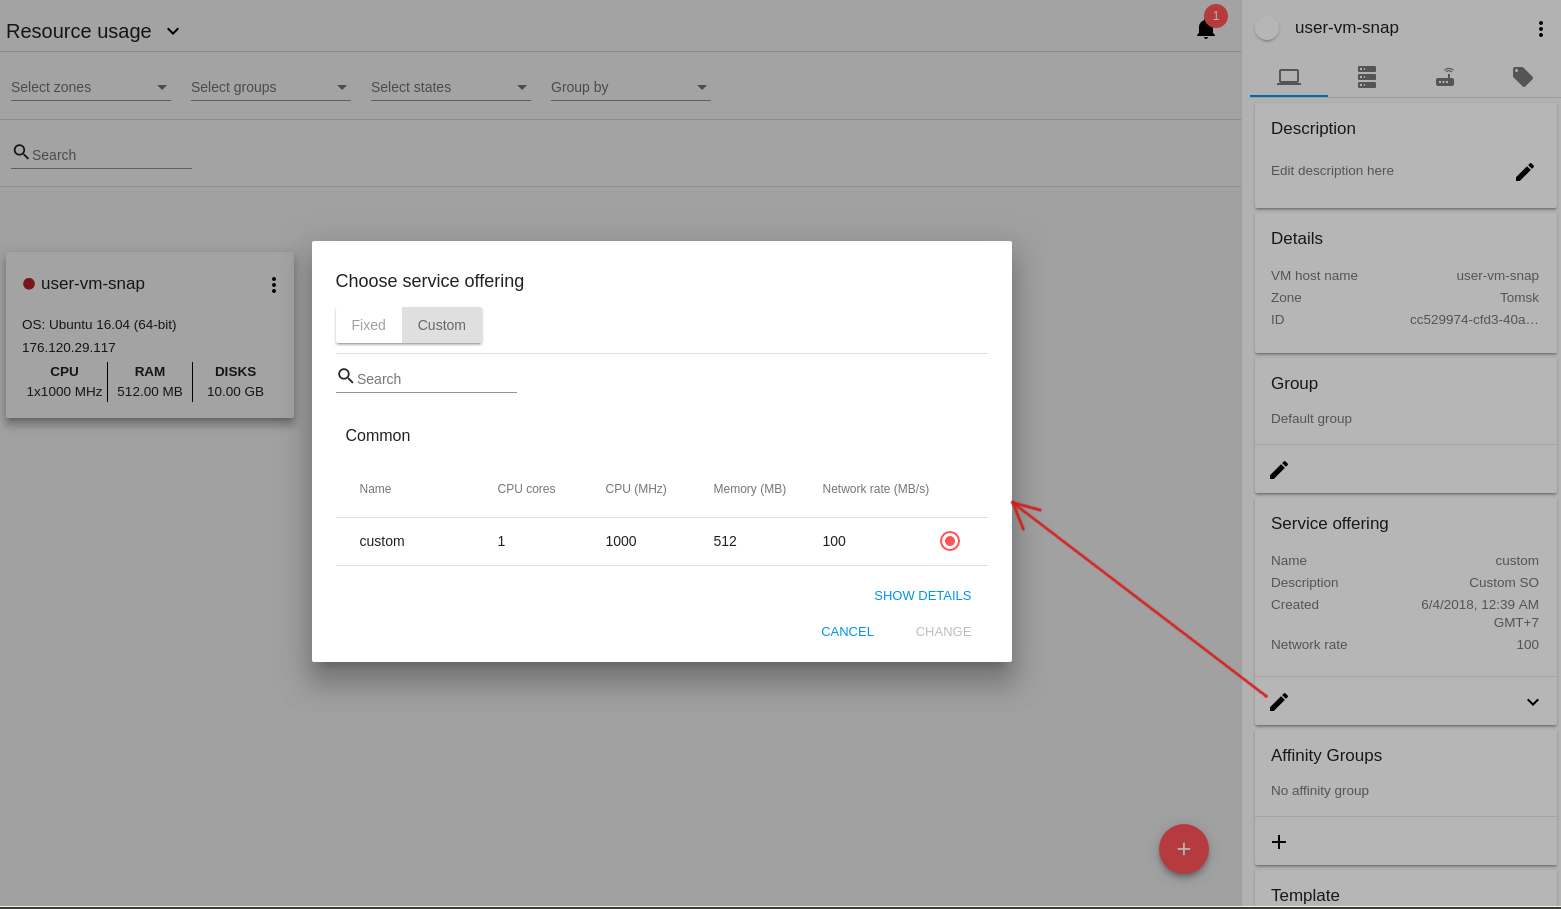 Resource usage
1
Select zones
Select groups
Select states
Group by
Search
user-vm-snap
OS: Ubuntu 16.04 (64-bit)
176.120.29.117
CPU RAM DISKS
1x1000 MHz 512.00 MB 10.00 GB
Choose service offering
Fixed Custom
Search
Common
Name CPU cores CPU (MHz) Memory (MB) Network rate (MB/s)
custom 1 1000 512 100
SHOW DETAILS
CANCEL CHANGE
user-vm-snap
Description
Edit description here
Details
VM host name user-vm-snap
Zone Tomsk
ID cc529974-cfd3-40a…
Group
Default group
Service offering
Name custom
Description Custom SO
Created 6/4/2018, 12:39 AM
GMT+7
Network rate 100
Affinity Groups
No affinity group
Template